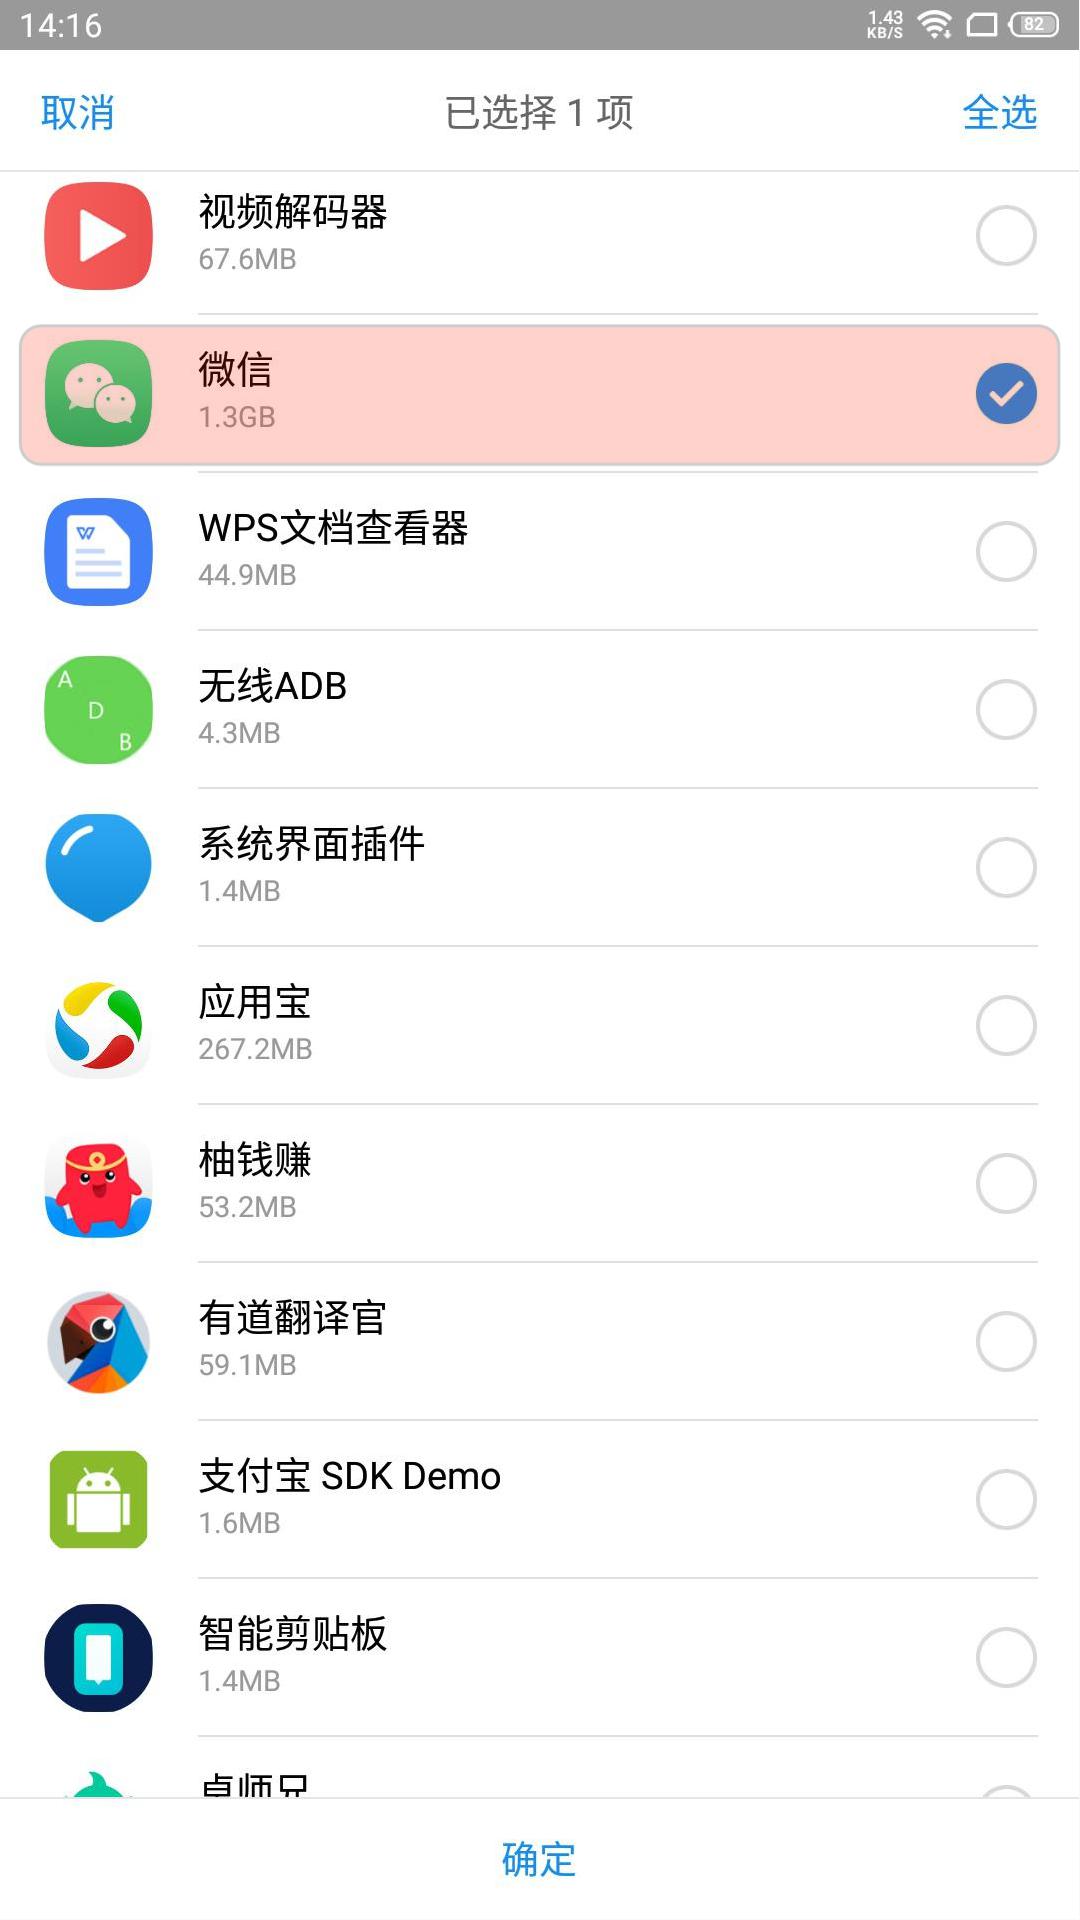 14:16
1.43
KB/S
82
取消
已选择 1 项
全选
视频解码器
67.6MB
微信
1.3GB
WPS文档查看器
44.9MB
A
D
B
无线ADB
4.3MB
系统界面插件
1.4MB
应用宝
267.2MB
柚钱赚
53.2MB
有道翻译官
59.1MB
支付宝 SDK Demo
1.6MB
智能剪贴板
1.4MB
卓师兄
确定